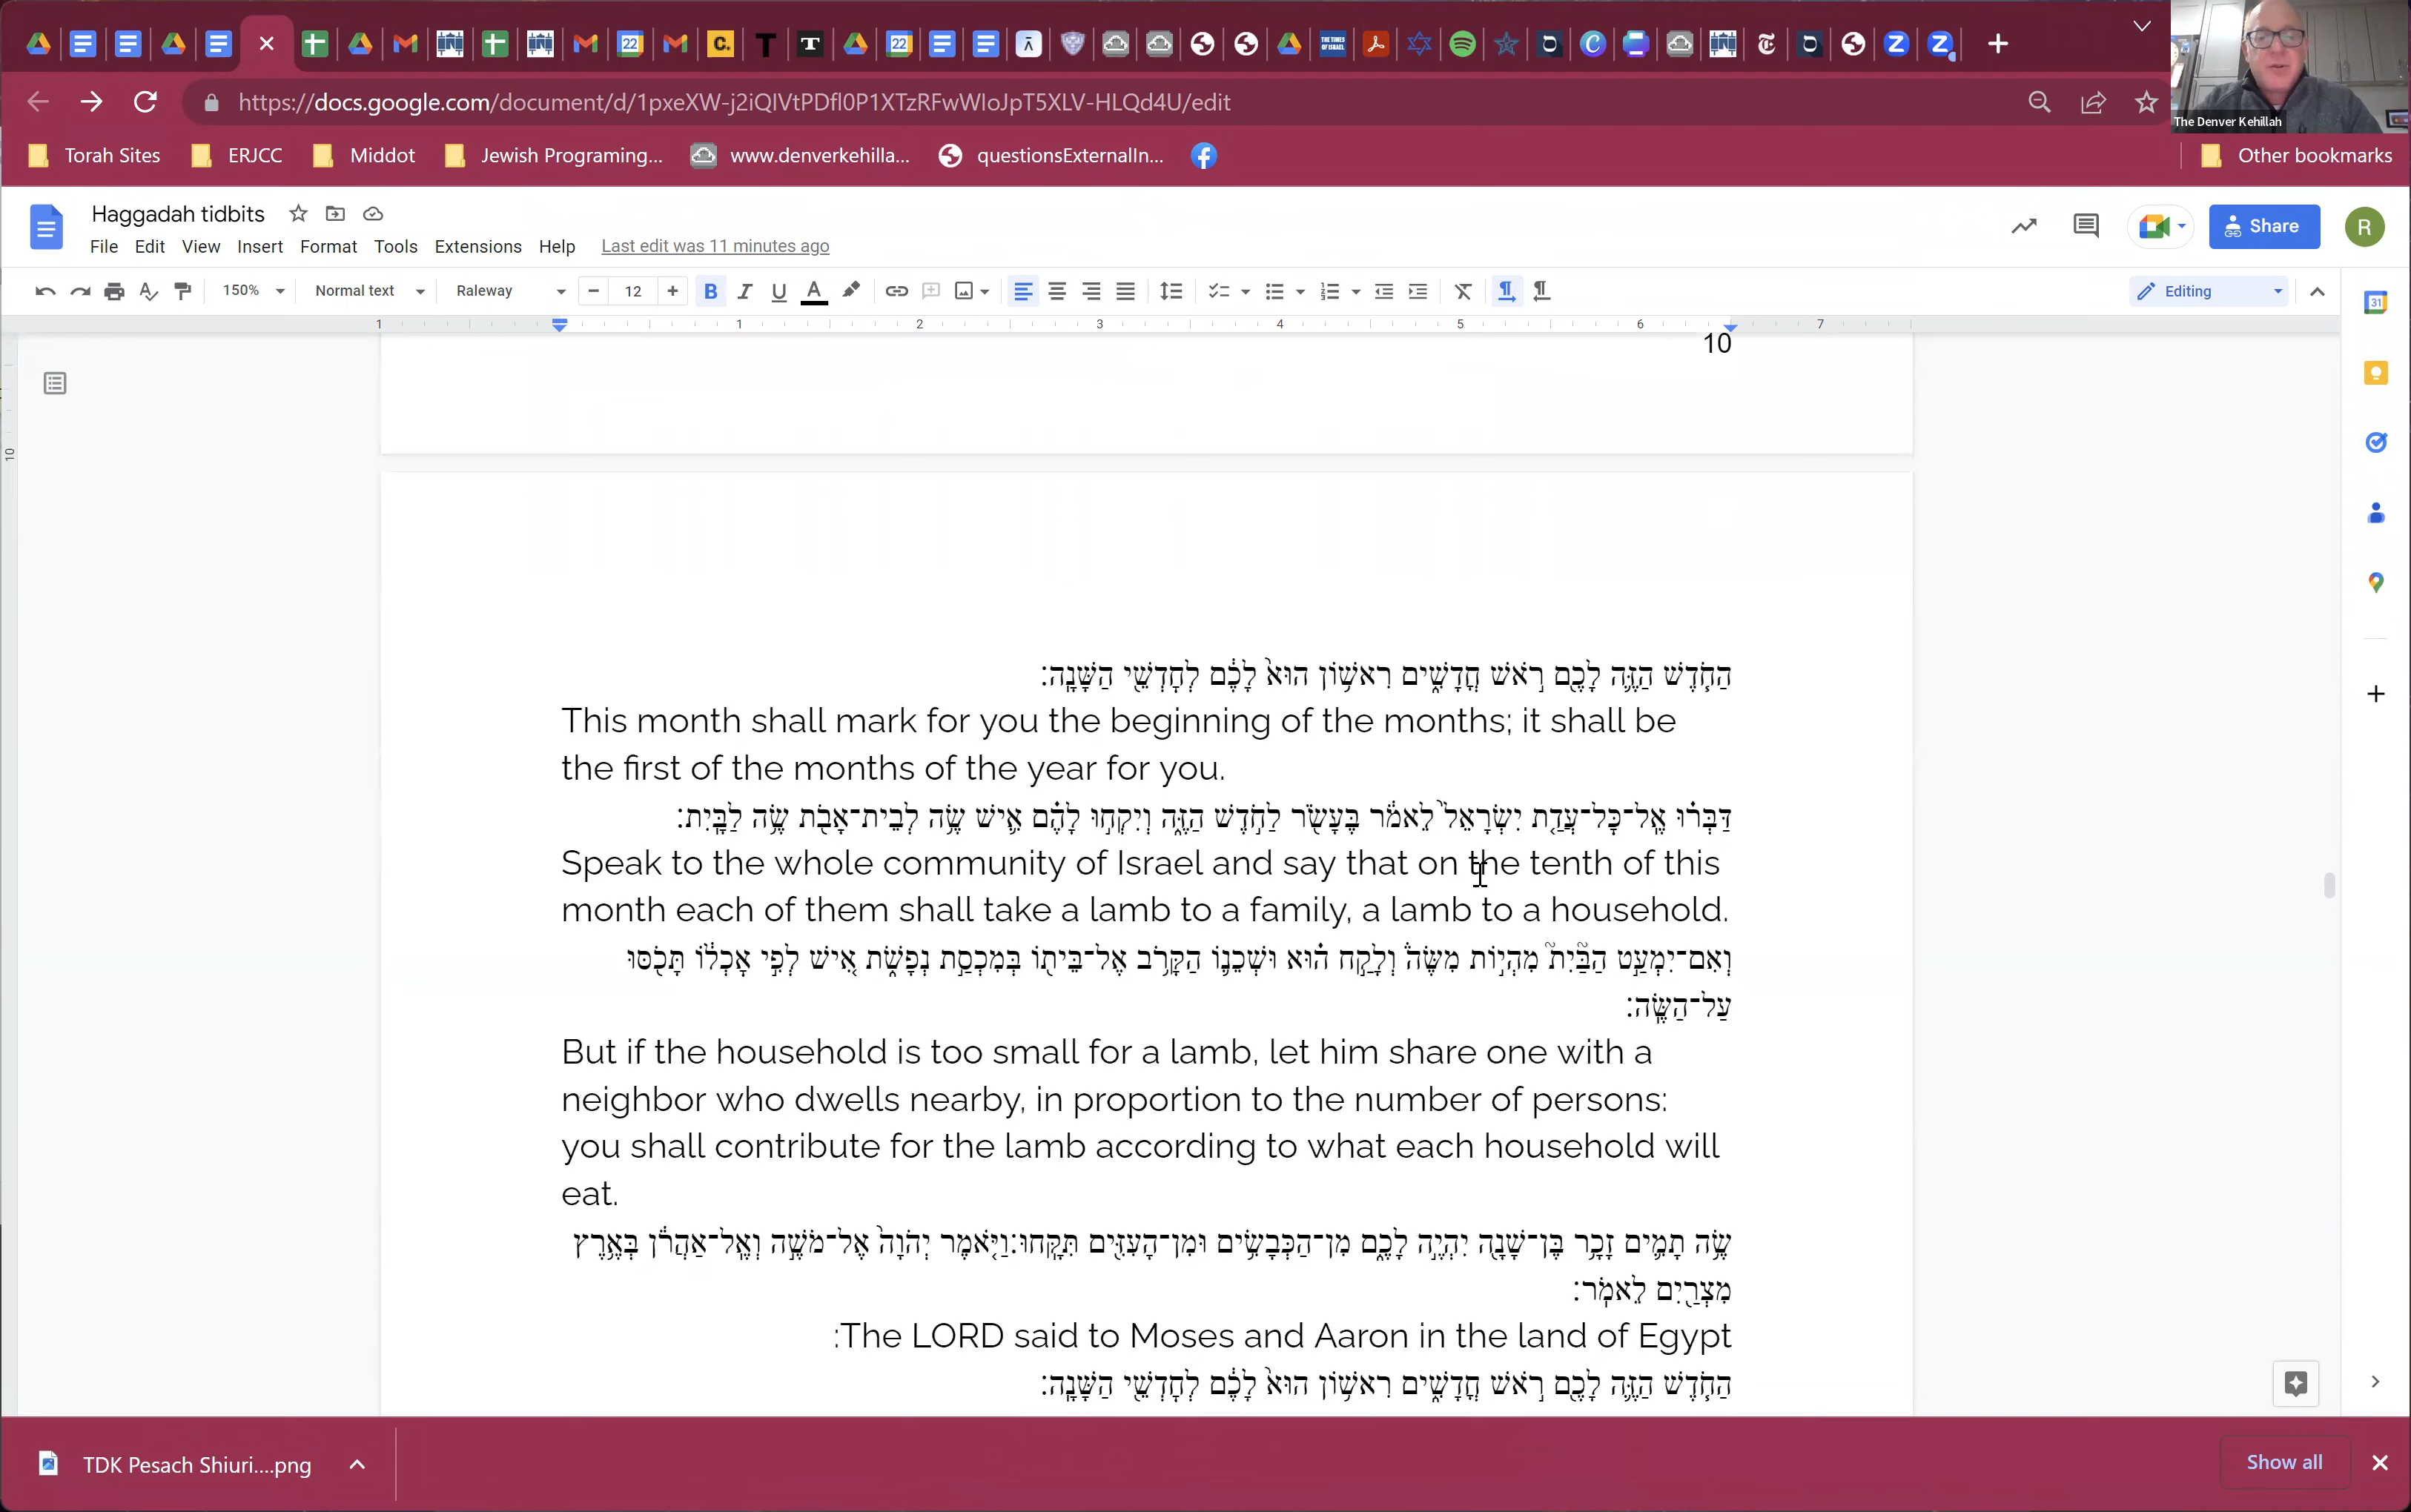 https://docs.google.com/document/d/1pxeXW-j2iQIVtPDfl0P1XTzRFwWIoJpT5XLV-HLQd4U/edit
The Denver Kehillah
Torah Sites ERJCC Middot Jewish Programing... www.denverkehilla... questionsExternalIn... Other bookmarks
Haggadah tidbits
File Edit View Insert Format Tools Extensions Help Last edit was 11 minutes ago
Share
R
150% Normal text Raleway 12 Editing
1 1 2 3 4 5 6 7
10
10
הַחֹ֧דֶשׁ הַזֶּ֛ה לָכֶ֖ם רֹ֣אשׁ חֳדָשִׁ֑ים רִאשׁ֥וֹן הוּא֙ לָכֶ֔ם לְחׇדְשֵׁ֖י הַשָּׁנָֽה׃
This month shall mark for you the beginning of the months; it shall be
the first of the months of the year for you.
דַּבְּר֗וּ אֶֽל־כׇּל־עֲדַ֤ת יִשְׂרָאֵל֙ לֵאמֹ֔ר בֶּעָשֹׂ֖ר לַחֹ֣דֶשׁ הַזֶּ֑ה וְיִקְח֣וּ לָהֶ֗ם אִ֛ישׁ שֶׂ֥ה לְבֵית־אָבֹ֖ת שֶׂ֥ה לַבָּֽיִת׃
Speak to the whole community of Israel and say that on the tenth of this
month each of them shall take a lamb to a family, a lamb to a household.
וְאִם־יִמְעַ֣ט הַבַּ֘יִת֮ מִהְי֣וֹת מִשֶּׂה֒ וְלָקַ֣ח ה֗וּא וּשְׁכֵנ֛וֹ הַקָּרֹ֥ב אֶל־בֵּית֖וֹ בְּמִכְסַ֣ת נְפָשֹׁ֑ת אִ֚ישׁ לְפִ֣י אׇכְל֔וֹ תָּכֹ֖סּוּ
עַל־הַשֶּֽׂה׃
But if the household is too small for a lamb, let him share one with a
neighbor who dwells nearby, in proportion to the number of persons:
you shall contribute for the lamb according to what each household will
eat.
שֶׂ֥ה תָמִ֛ים זָכָ֥ר בֶּן־שָׁנָ֖ה יִהְיֶ֣ה לָכֶ֑ם מִן־הַכְּבָשִׂ֥ים וּמִן־הָעִזִּ֖ים תִּקָּֽחוּ׃וַיֹּ֤אמֶר יְהֹוָה֙ אֶל־מֹשֶׁ֣ה וְאֶֽל־אַהֲרֹ֔ן בְּאֶ֥רֶץ
מִצְרַ֖יִם לֵאמֹֽר׃
:The LORD said to Moses and Aaron in the land of Egypt
הַחֹ֧דֶשׁ הַזֶּ֛ה לָכֶ֖ם רֹ֣אשׁ חֳדָשִׁ֑ים רִאשׁ֥וֹן הוּא֙ לָכֶ֔ם לְחׇדְשֵׁ֖י הַשָּׁנָֽה׃
TDK Pesach Shiuri....png Show all